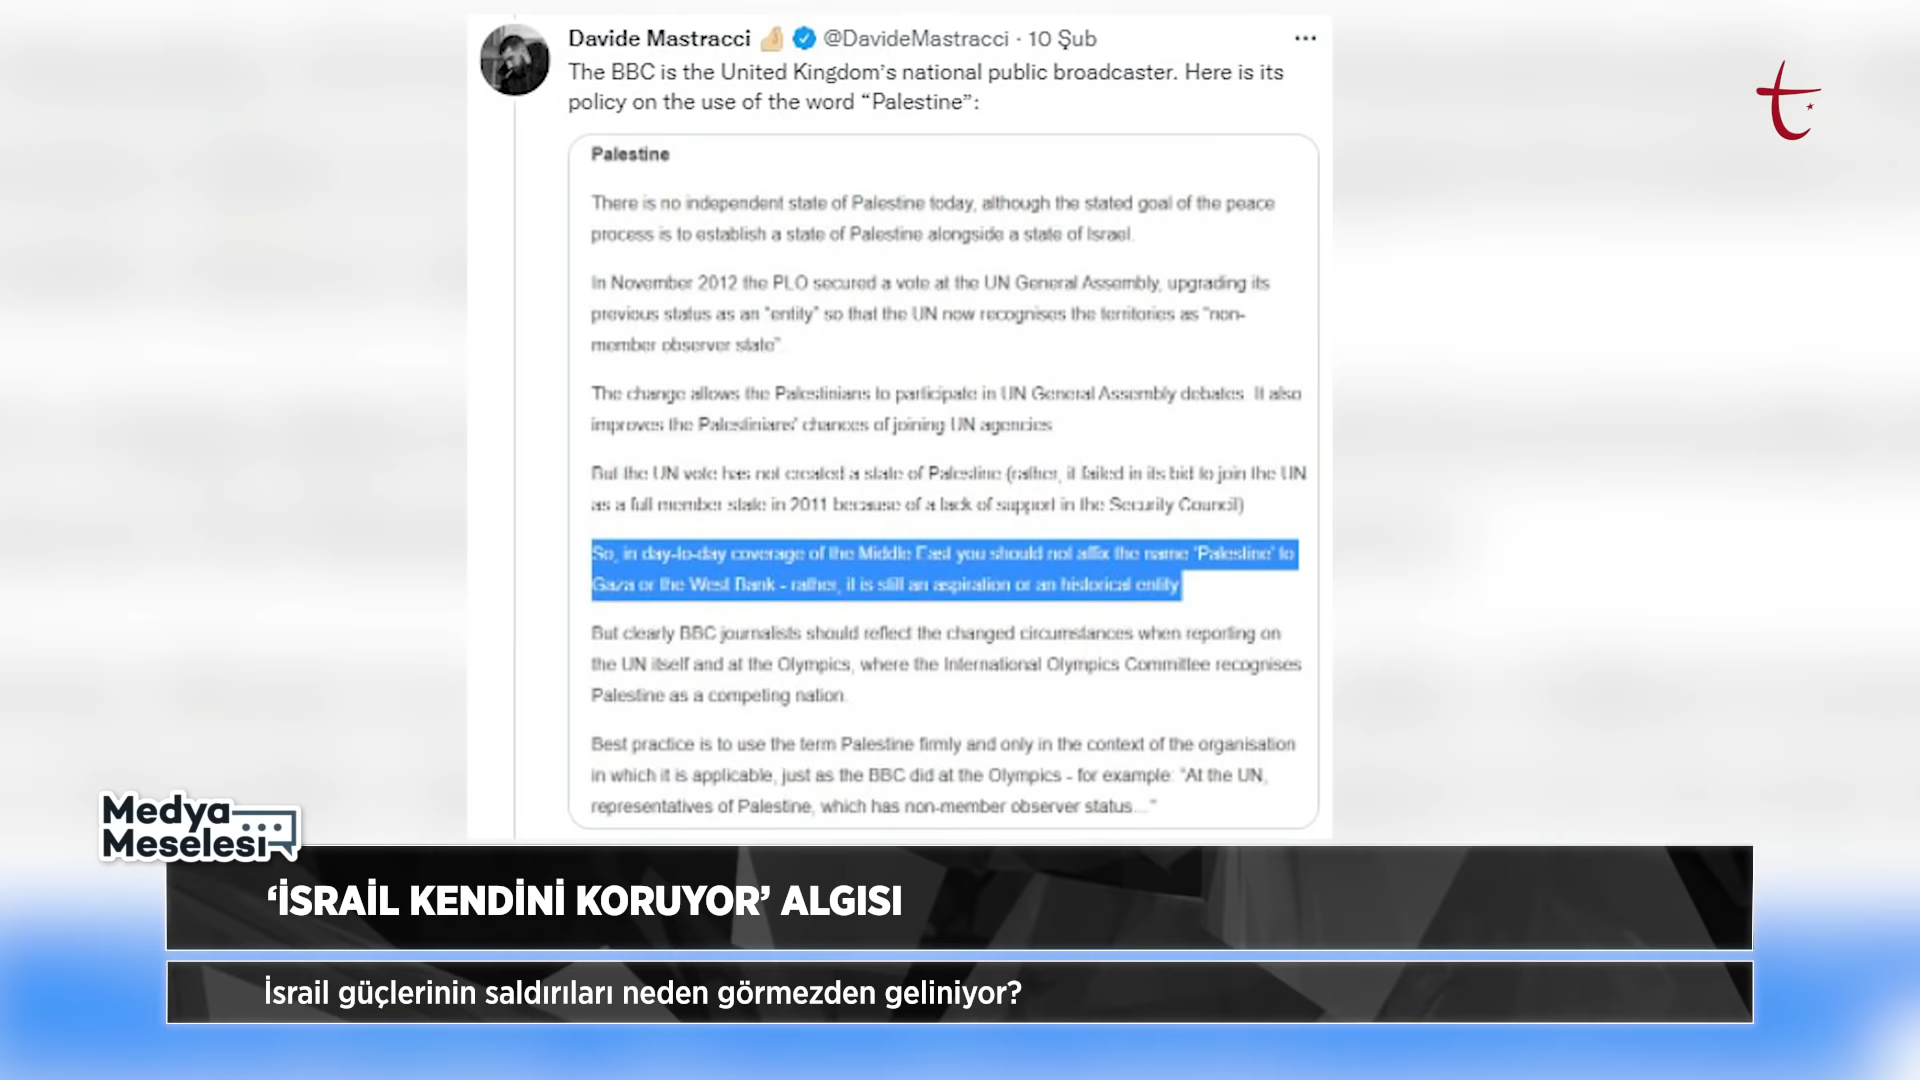 Davide Mastracci @DavideMastracci · 10 Şub
The BBC is the United Kingdom's national public broadcaster. Here is its
policy on the use of the word “Palestine”:
Palestine
There is no independent state of Palestine today, although the stated goal of the peace
process is to establish a state of Palestine alongside a state of Israel.
In November 2012 the PLO secured a vote at the UN General Assembly, upgrading its
previous status as an "entity" so that the UN now recognises the territories as "non-
member observer state"
The change allows the Palestinians to participate in UN General Assembly debates. It also
improves the Palestinians' chances of joining UN agencies
But the UN vote has not created a state of Palestine (rather, it failed in its bid to join the UN
as a full member state in 2011 because of a lack of support in the Security Council)
So, in day-to-day coverage of the Middle East you should not affix the name 'Palestine' to
Gaza or the West Bank - rather, it is still an aspiration or an historical entity
But clearly BBC journalists should reflect the changed circumstances when reporting on
the UN itself and at the Olympics, where the International Olympics Committee recognises
Palestine as a competing nation.
Best practice is to use the term Palestine firmly and only in the context of the organisation
in which it is applicable, just as the BBC did at the Olympics - for example: "At the UN,
representatives of Palestine, which has non-member observer status..."
Medya
Meselesi
‘İSRAİL KENDİNİ KORUYOR’ ALGISI
İsrail güçlerinin saldırıları neden görmezden geliniyor?
t